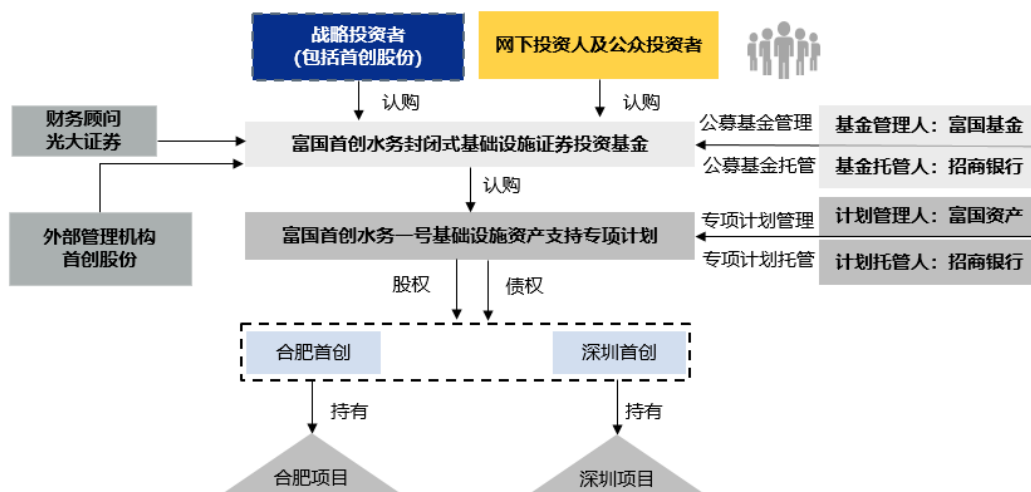 战略投资者
(包括首创股份)
网下投资人及公众投资者
认购
认购
财务顾问
光大证券
富国首创水务封闭式基础设施证券投资基金
公募基金管理
基金管理人：富国基金
公募基金托管
基金托管人：招商银行
认购
外部管理机构
首创股份
富国首创水务一号基础设施资产支持专项计划
专项计划管理
计划管理人：富国资产
专项计划托管
计划托管人：招商银行
股权
债权
合肥首创
深圳首创
持有
持有
合肥项目
深圳项目